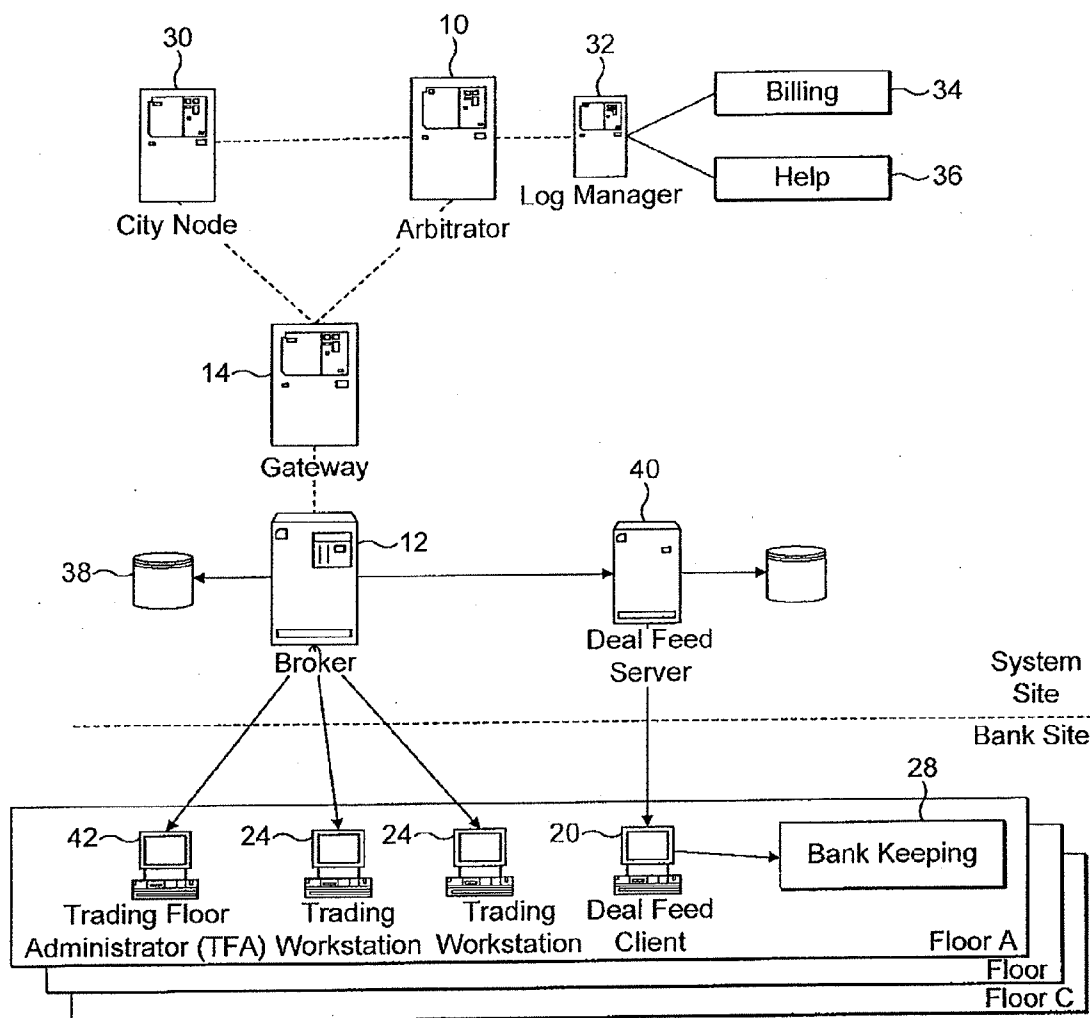 30
10
32
Billing
34
Help
36
Log Manager
City Node
Arbitrator
14
Gateway
40
12
38
Deal Feed
Server
Broker
System
Site
Bank Site
28
42
24
24
20
Bank Keeping
Trading Floor
Administrator (TFA)
Trading
Workstation
Trading
Workstation
Deal Feed
Client
Floor A
Floor
Floor C